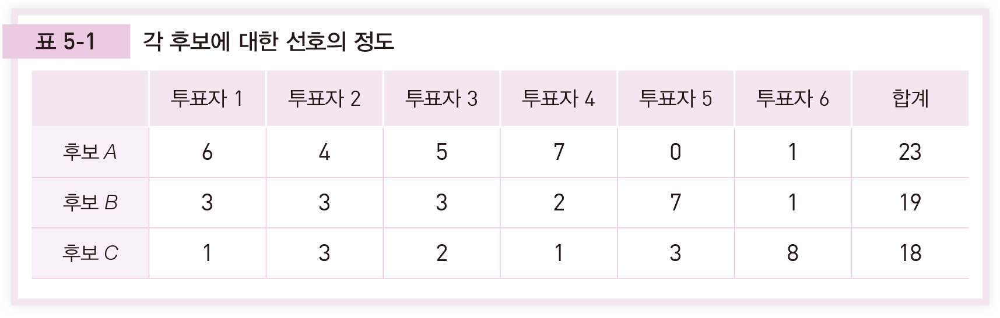 표 5-1 각 후보에 대한 선호의 정도
투표자 1 투표자 2 투표자 3 투표자 4 투표자 5 투표자 6 합계
후보 A 6 4 5 7 0 1 23
후보 B 3 3 3 2 7 1 19
후보 C 1 3 2 1 3 8 18